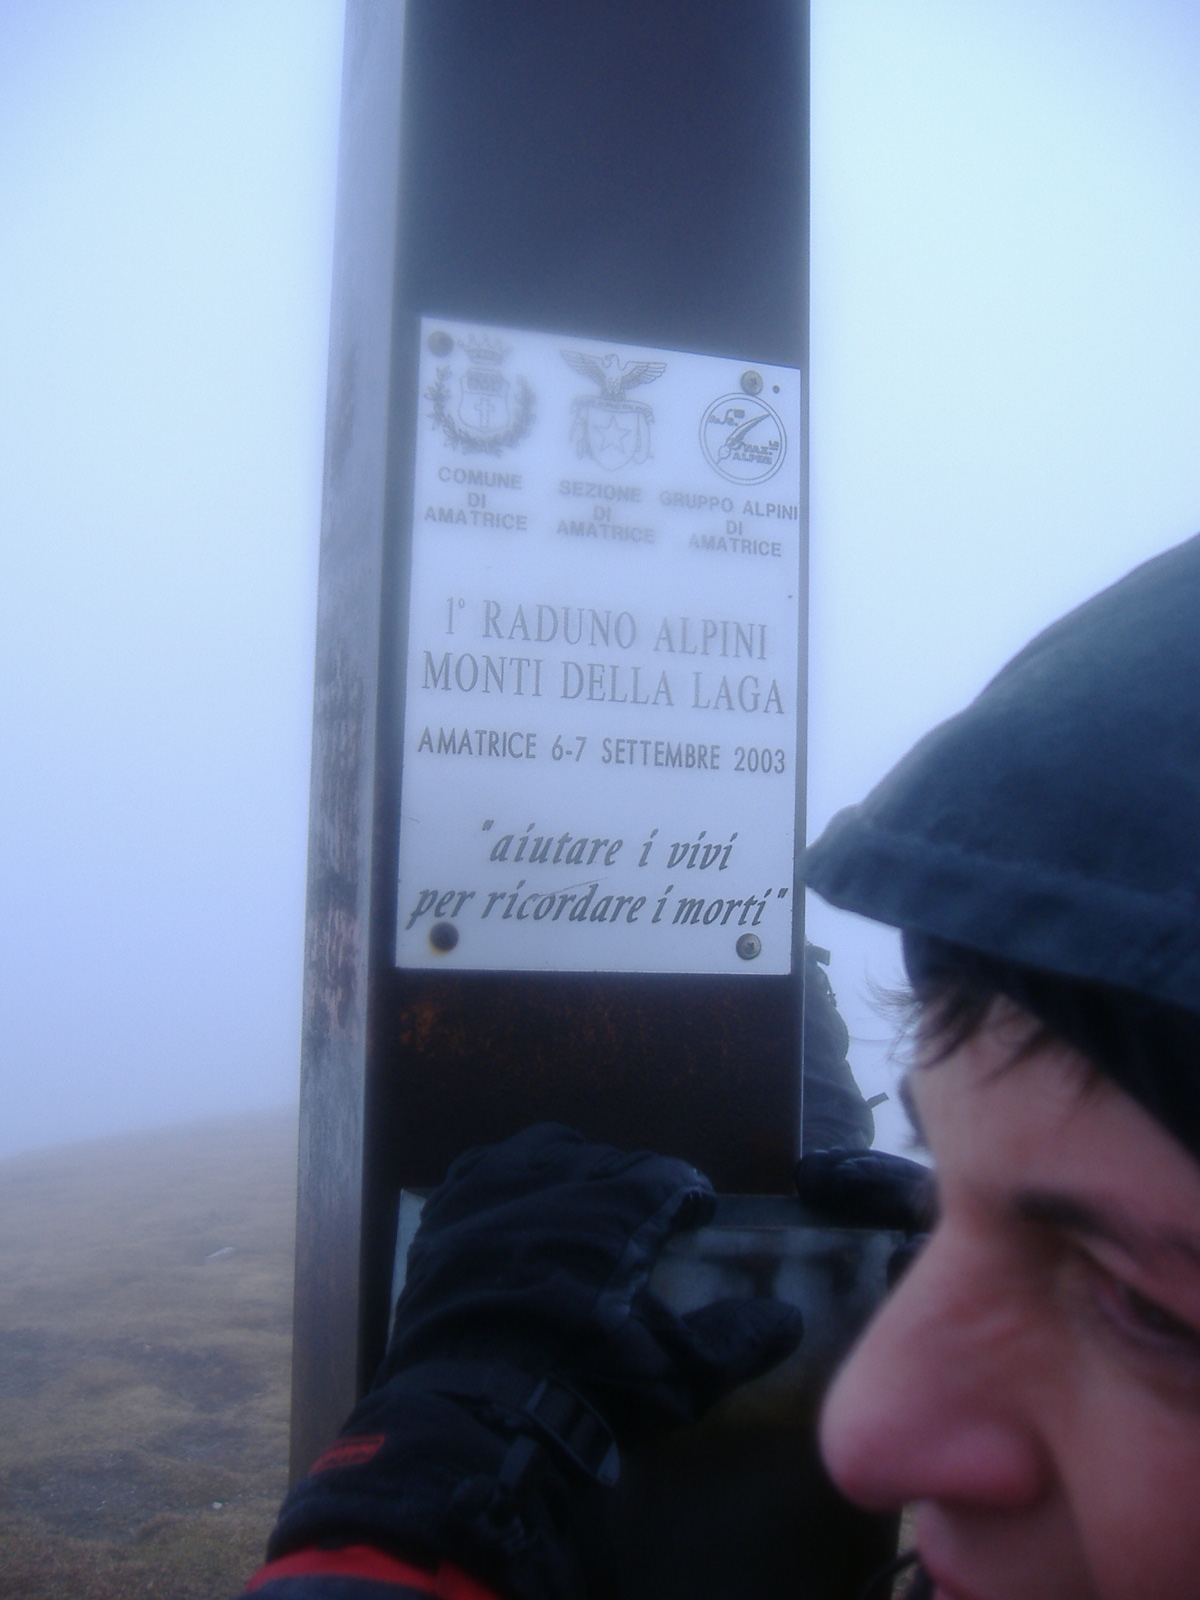 COMUNE
DI
AMATRICE
SEZIONE
DI
AMATRICE
GRUPPO ALPINI
DI
AMATRICE
1° RADUNO ALPINI
MONTI DELLA LAGA
AMATRICE 6-7 SETTEMBRE 2003
"aiutare i vivi
per ricordare i morti"